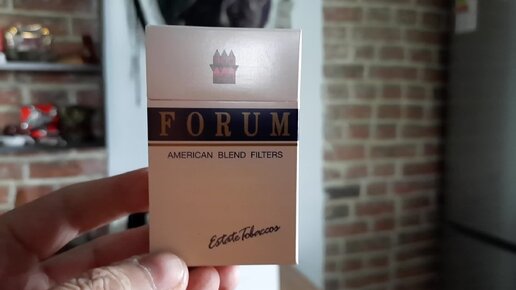 FORUM
AMERICAN BLEND FILTERS
Estate Tobaccos